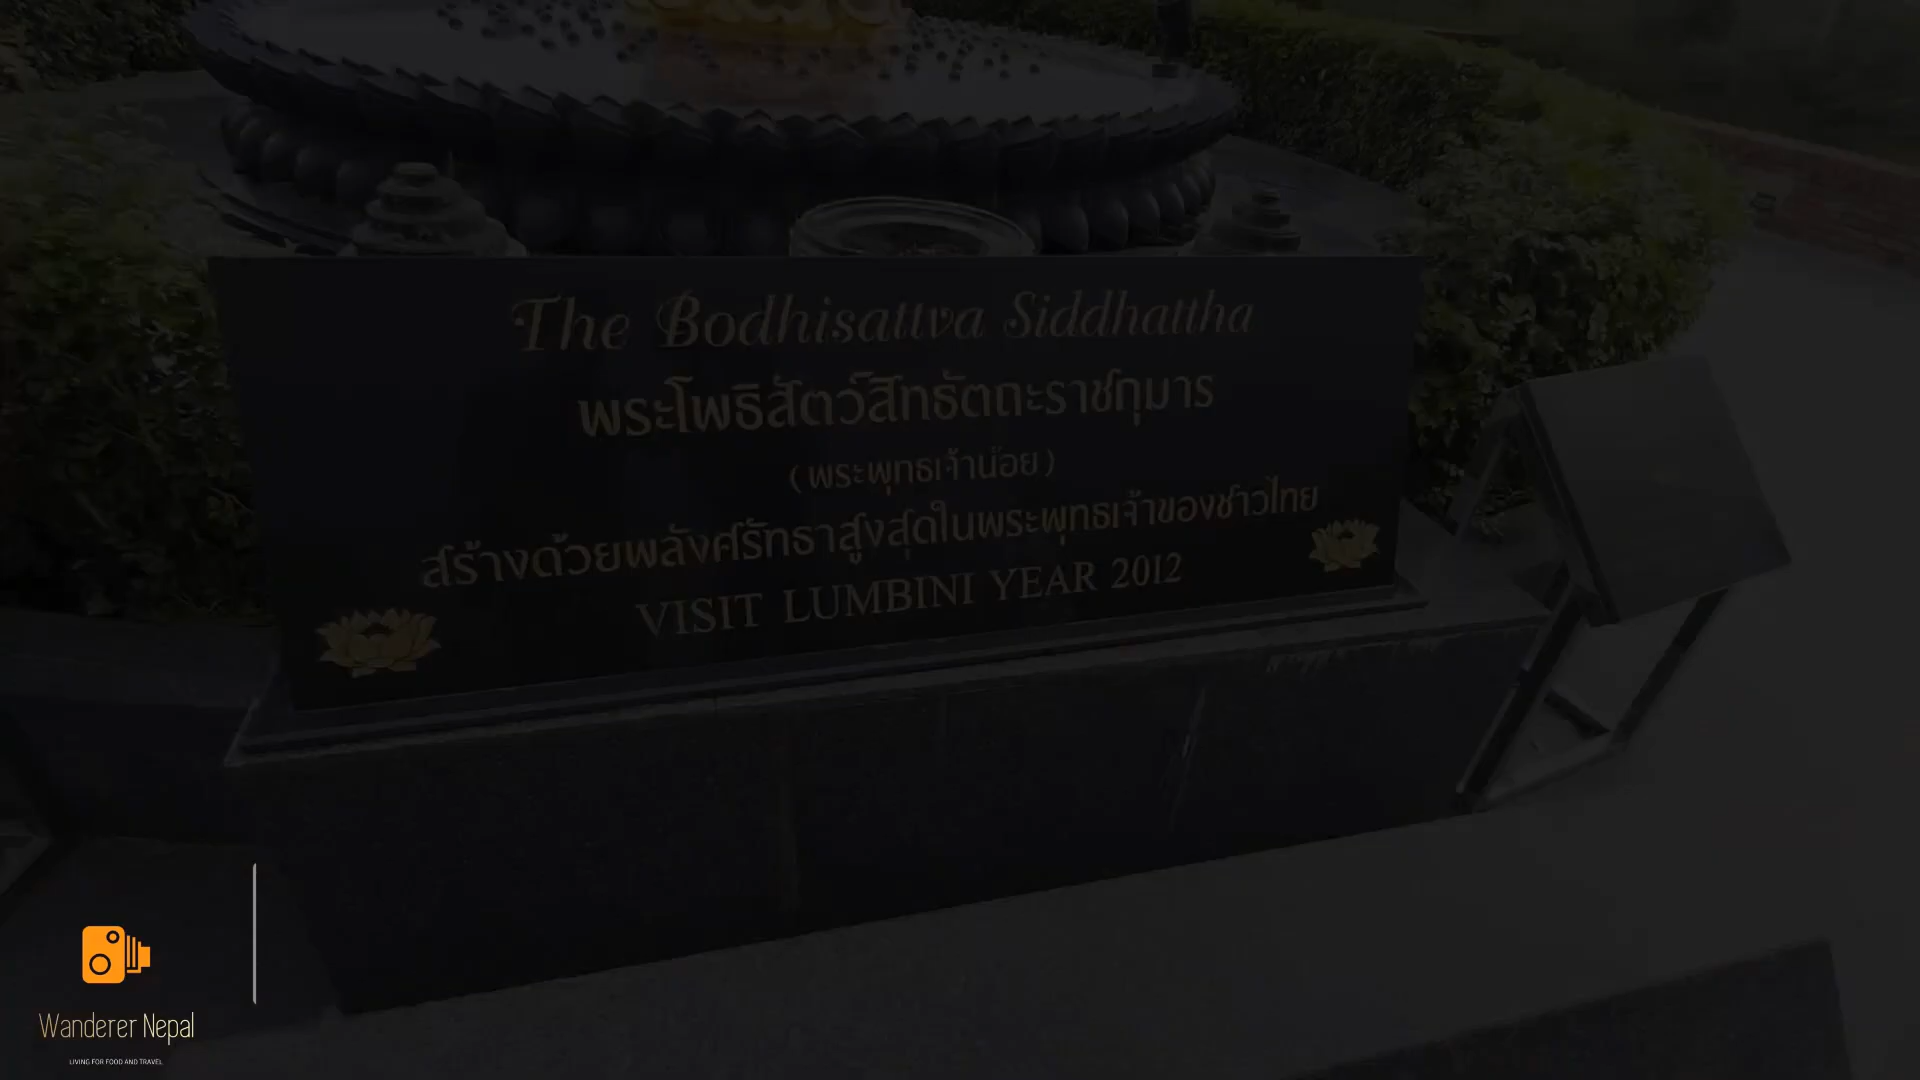 The Bodhisattva Siddhattha
พระโพธิสัตว์สิทธัตถะราชกุมาร
(พระพุทธเจ้าน้อย)
สร้างด้วยพลังศรัทธาสูงสุดในพระพุทธเจ้าของชาวไทย
VISIT LUMBINI YEAR 2012
Wanderer Nepal
LIVING FOR FOOD AND TRAVEL